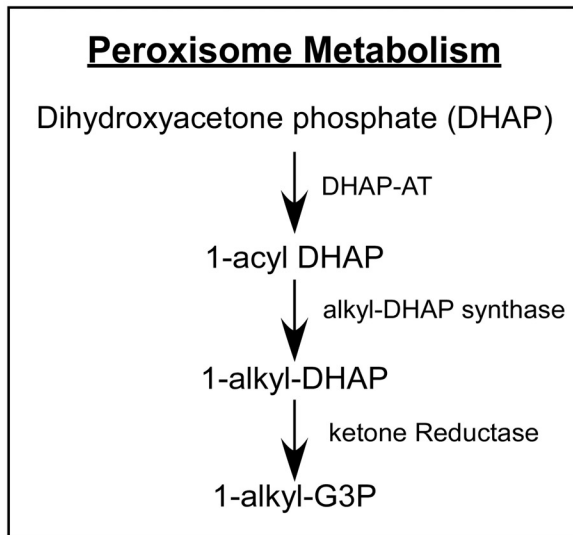 Peroxisome Metabolism
Dihydroxyacetone phosphate (DHAP)
DHAP-AT
1-acyl DHAP
alkyl-DHAP synthase
1-alkyl-DHAP
ketone Reductase
1-alkyl-G3P